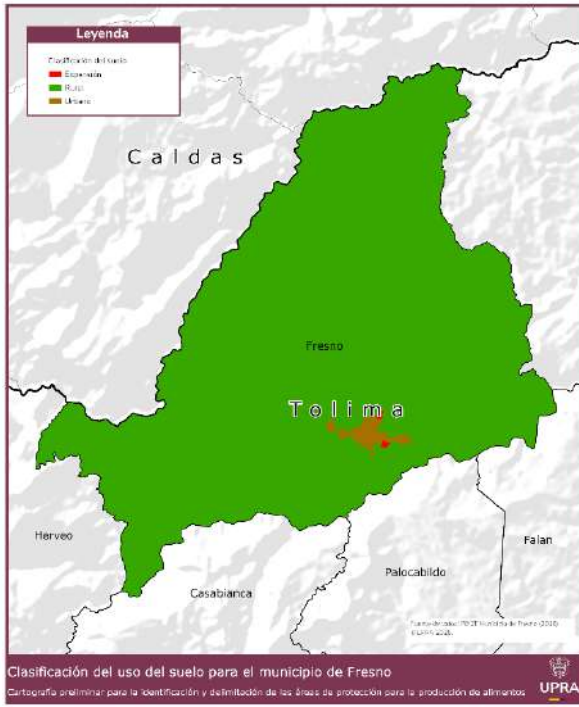 Leyenda
Clasificación del suelo
Expansión
Rural
Urbano
Caldas
Fresno
Tolima
Herveo
Casabianca
Palocabildo
Falan
Clasificación del uso del suelo para el municipio de Fresno
Cartografía preliminar para la identificación y delimitación de las áreas de protección para la producción de alimentos
UPRA